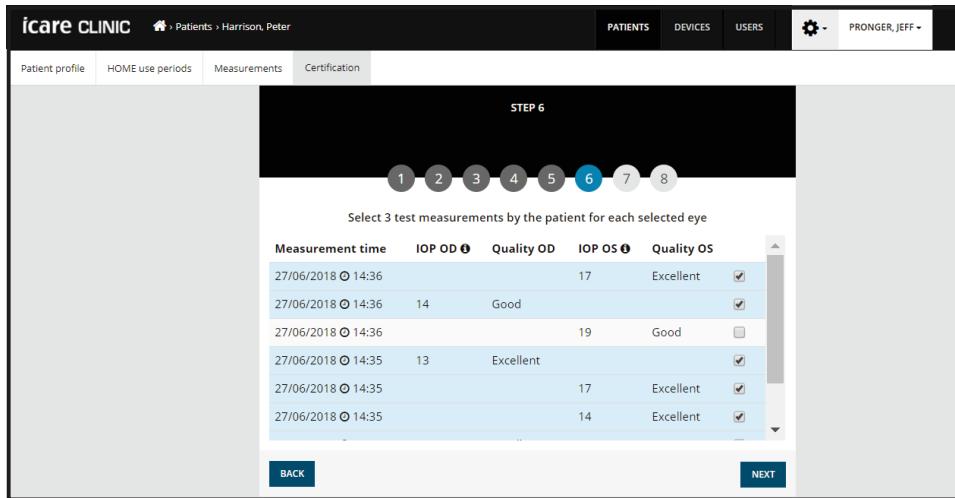 icare CLINIC › Patients › Harrison, Peter PATIENTS DEVICES USERS PRONGER, JEFF
Patient profile HOME use periods Measurements Certification
STEP 6
1 2 3 4 5 6 7 8
Select 3 test measurements by the patient for each selected eye
Measurement time IOP OD Quality OD IOP OS Quality OS
27/06/2018 14:36 17 Excellent
27/06/2018 14:36 14 Good
27/06/2018 14:36 19 Good
27/06/2018 14:35 13 Excellent
27/06/2018 14:35 17 Excellent
27/06/2018 14:35 14 Excellent
BACK NEXT